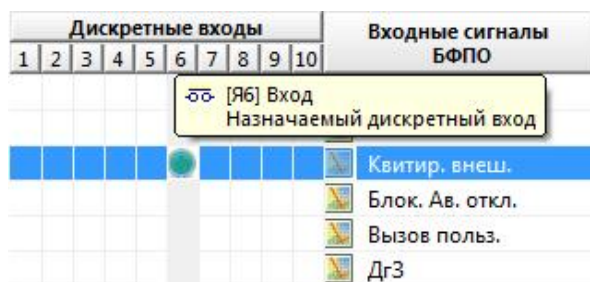 Дискретные входы
Входные сигналы
БФПО
1 2 3 4 5 6 7 8 9 10
[Я6] Вход
Назначаемый дискретный вход
Квитир. внеш.
Блок. Ав. откл.
Вызов польз.
ДгЗ